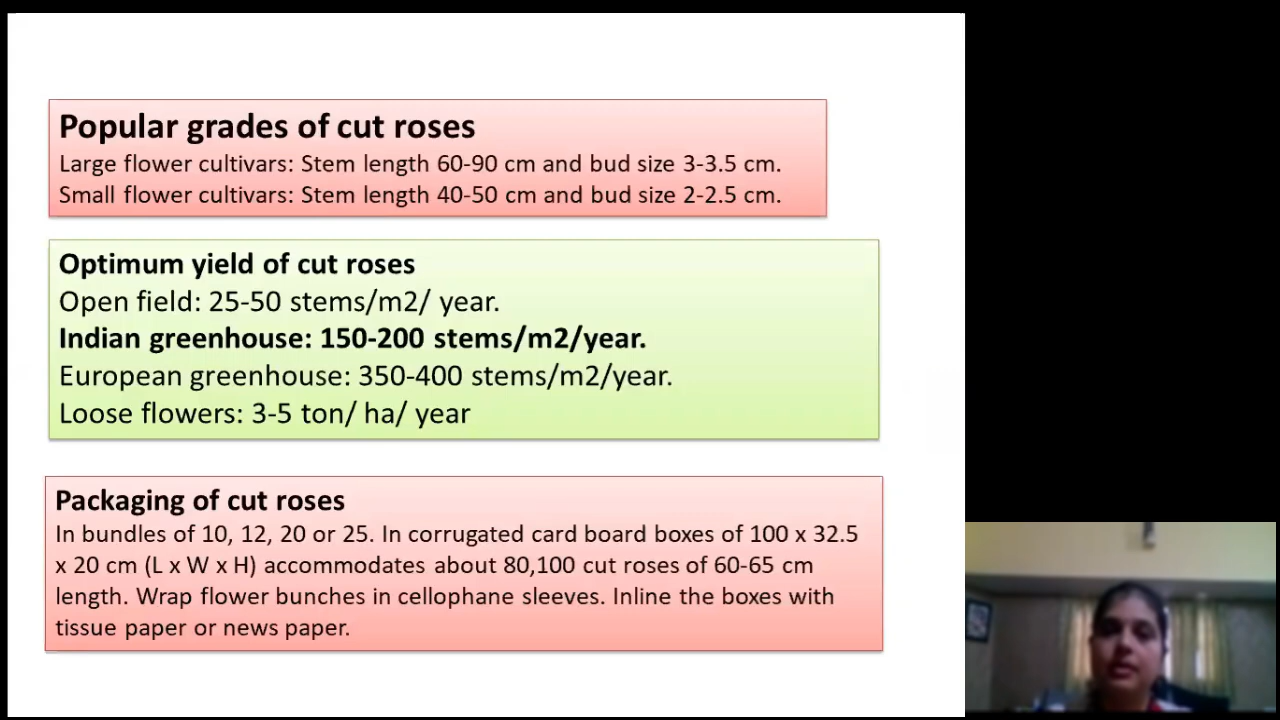 Popular grades of cut roses
Large flower cultivars: Stem length 60-90 cm and bud size 3-3.5 cm.
Small flower cultivars: Stem length 40-50 cm and bud size 2-2.5 cm.
Optimum yield of cut roses
Open field: 25-50 stems/m2/ year.
Indian greenhouse: 150-200 stems/m2/year.
European greenhouse: 350-400 stems/m2/year.
Loose flowers: 3-5 ton/ ha/ year
Packaging of cut roses
In bundles of 10, 12, 20 or 25. In corrugated card board boxes of 100 x 32.5
x 20 cm (L x W x H) accommodates about 80,100 cut roses of 60-65 cm
length. Wrap flower bunches in cellophane sleeves. Inline the boxes with
tissue paper or news paper.